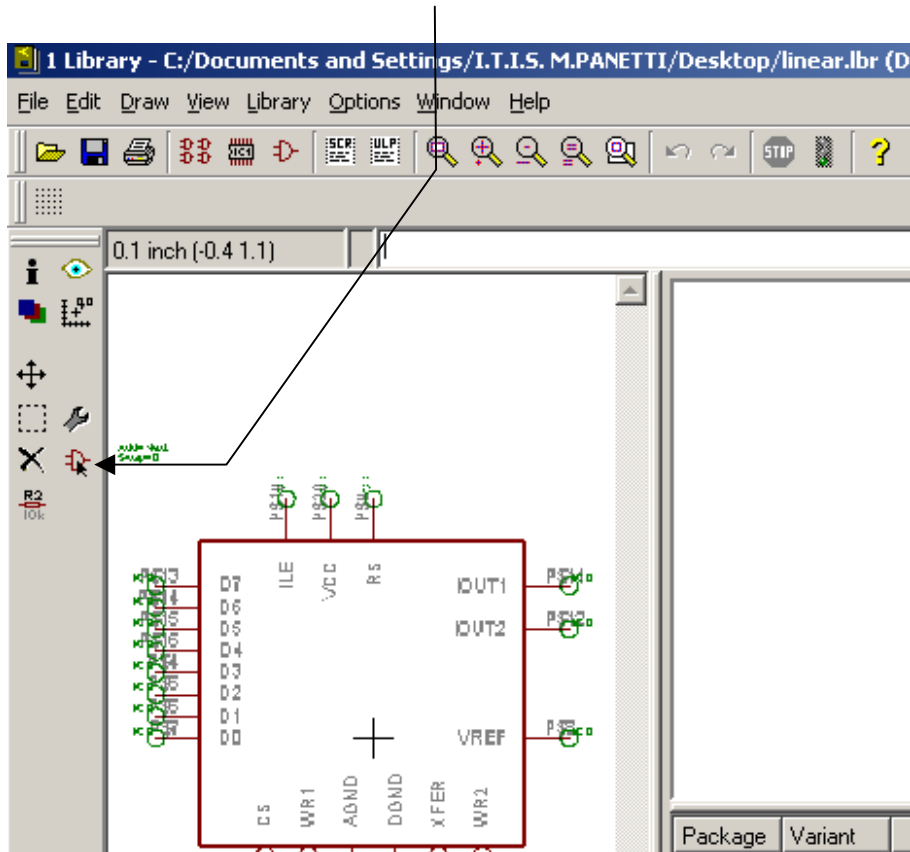 1 Library - C:/Documents and Settings/I.T.I.S. M.PANETTI/Desktop/linear.lbr (D
File Edit Draw View Library Options Window Help
IC1 SCR ULP STOP ?
0.1 inch (-0.4 1.1)
i
R2
10k
ILE VCC RS
D7 IOUT1
D6
D5 IOUT2
D4
D3
D2
D1
D0 VREF
CS WR1 AGND DGND XFER WR2
Package Variant